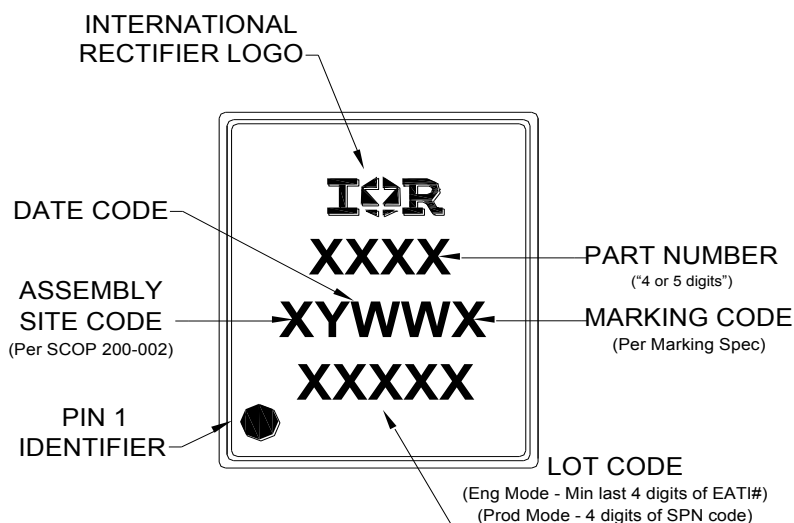 INTERNATIONAL
RECTIFIER LOGO
IOR
DATE CODE
XXXX
PART NUMBER
(“4 or 5 digits”)
ASSEMBLY
SITE CODE
(Per SCOP 200-002)
XYWWX
MARKING CODE
(Per Marking Spec)
XXXXX
PIN 1
IDENTIFIER
LOT CODE
(Eng Mode - Min last 4 digits of EATI#)
(Prod Mode - 4 digits of SPN code)